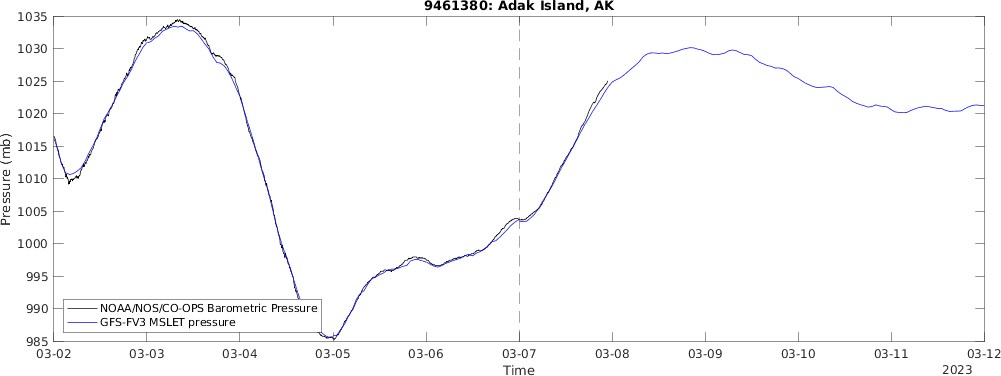 9461380: Adak Island, AK
Pressure (mb)
1035
1030
1025
1020
1015
1010
1005
1000
995
990
985
NOAA/NOS/CO-OPS Barometric Pressure
GFS-FV3 MSLET pressure
03-02 03-03 03-04 03-05 03-06 03-07 03-08 03-09 03-10 03-11 03-12
Time
2023